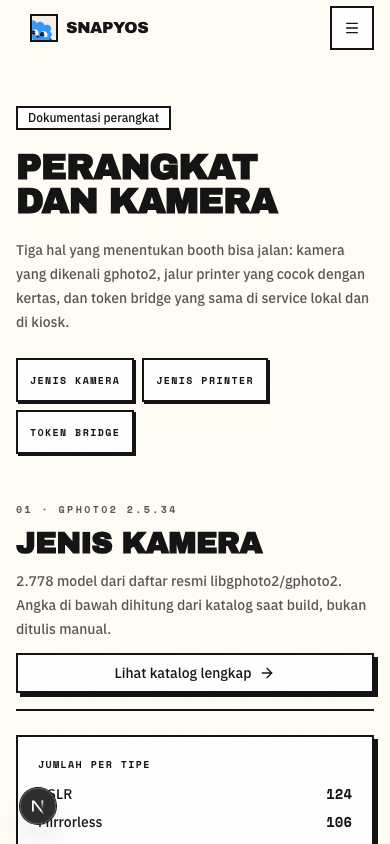 SNAPYOS
Dokumentasi perangkat
PERANGKAT
DAN KAMERA
Tiga hal yang menentukan booth bisa jalan: kamera
yang dikenali gphoto2, jalur printer yang cocok dengan
kertas, dan token bridge yang sama di service lokal dan
di kiosk.
JENIS KAMERA
JENIS PRINTER
TOKEN BRIDGE
01 · GPHOTO2 2.5.34
JENIS KAMERA
2.778 model dari daftar resmi libgphoto2/gphoto2.
Angka di bawah dihitung dari katalog saat build, bukan
ditulis manual.
Lihat katalog lengkap →
JUMLAH PER TIPE
DSLR 124
Mirrorless 106
N